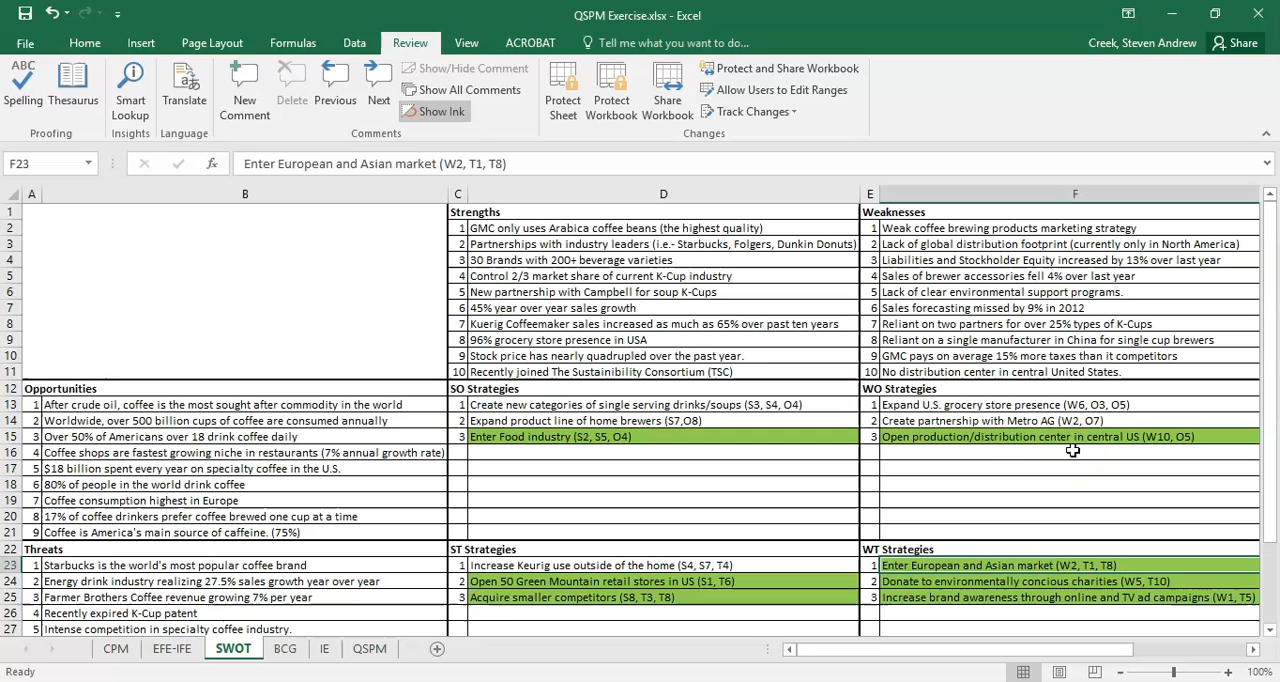 QSPM Exercise.xlsx - Excel
File Home Insert Page Layout Formulas Data Review View ACROBAT Tell me what you want to do... Creek, Steven Andrew Share
ABC
Spelling Thesaurus Smart Lookup Translate New Comment Delete Previous Next
Show/Hide Comment
Show All Comments
Show Ink
Protect Sheet Protect Workbook Share Workbook
Protect and Share Workbook
Allow Users to Edit Ranges
Track Changes
Proofing Insights Language Comments Changes
F23 fx Enter European and Asian market (W2, T1, T8)
A B C D E F
1 Strengths Weaknesses
2 1 GMC only uses Arabica coffee beans (the highest quality) 1 Weak coffee brewing products marketing strategy
3 2 Partnerships with industry leaders (i.e.- Starbucks, Folgers, Dunkin Donuts) 2 Lack of global distribution footprint (currently only in North America)
4 3 30 Brands with 200+ beverage varieties 3 Liabilities and Stockholder Equity increased by 13% over last year
5 4 Control 2/3 market share of current K-Cup industry 4 Sales of brewer accessories fell 4% over last year
6 5 New partnership with Campbell for soup K-Cups 5 Lack of clear environmental support programs.
7 6 45% year over year sales growth 6 Sales forecasting missed by 9% in 2012
8 7 Kuerig Coffeemaker sales increased as much as 65% over past ten years 7 Reliant on two partners for over 25% types of K-Cups
9 8 96% grocery store presence in USA 8 Reliant on a single manufacturer in China for single cup brewers
10 9 Stock price has nearly quadrupled over the past year. 9 GMC pays on average 15% more taxes than it competitors
11 10 Recently joined The Sustainibility Consortium (TSC) 10 No distribution center in central United States.
12 Opportunities SO Strategies WO Strategies
13 1 After crude oil, coffee is the most sought after commodity in the world 1 Create new categories of single serving drinks/soups (S3, S4, O4) 1 Expand U.S. grocery store presence (W6, O3, O5)
14 2 Worldwide, over 500 billion cups of coffee are consumed annually 2 Expand product line of home brewers (S7,O8) 2 Create partnership with Metro AG (W2, O7)
15 3 Over 50% of Americans over 18 drink coffee daily 3 Enter Food industry (S2, S5, O4) 3 Open production/distribution center in central US (W10, O5)
16 4 Coffee shops are fastest growing niche in restaurants (7% annual growth rate)
17 5 $18 billion spent every year on specialty coffee in the U.S.
18 6 80% of people in the world drink coffee
19 7 Coffee consumption highest in Europe
20 8 17% of coffee drinkers prefer coffee brewed one cup at a time
21 9 Coffee is America's main source of caffeine. (75%)
22 Threats ST Strategies WT Strategies
23 1 Starbucks is the world's most popular coffee brand 1 Increase Keurig use outside of the home (S4, S7, T4) 1 Enter European and Asian market (W2, T1, T8)
24 2 Energy drink industry realizing 27.5% sales growth year over year 2 Open 50 Green Mountain retail stores in US (S1, T6) 2 Donate to environmentally concious charities (W5, T10)
25 3 Farmer Brothers Coffee revenue growing 7% per year 3 Acquire smaller competitors (S8, T3, T8) 3 Increase brand awareness through online and TV ad campaigns (W1, T5)
26 4 Recently expired K-Cup patent
27 5 Intense competition in specialty coffee industry.
CPM EFE-IFE SWOT BCG IE QSPM
Ready 100%